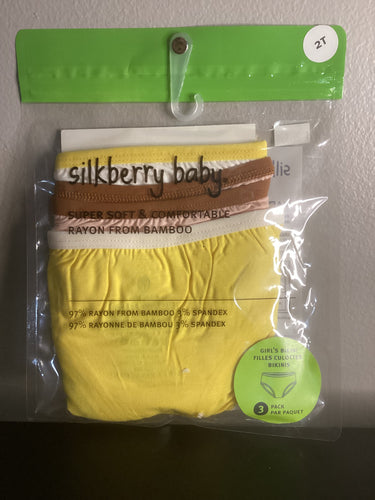 2T
silkberry baby
SUPER SOFT & COMFORTABLE
RAYON FROM BAMBOO
97% RAYON FROM BAMBOO 3% SPANDEX
97% RAYONNE DE BAMBOU 3% SPANDEX
GIRL'S BIKINI
FILLES CULOTTES
BIKINIS
3 PACK
PAR PAQUET